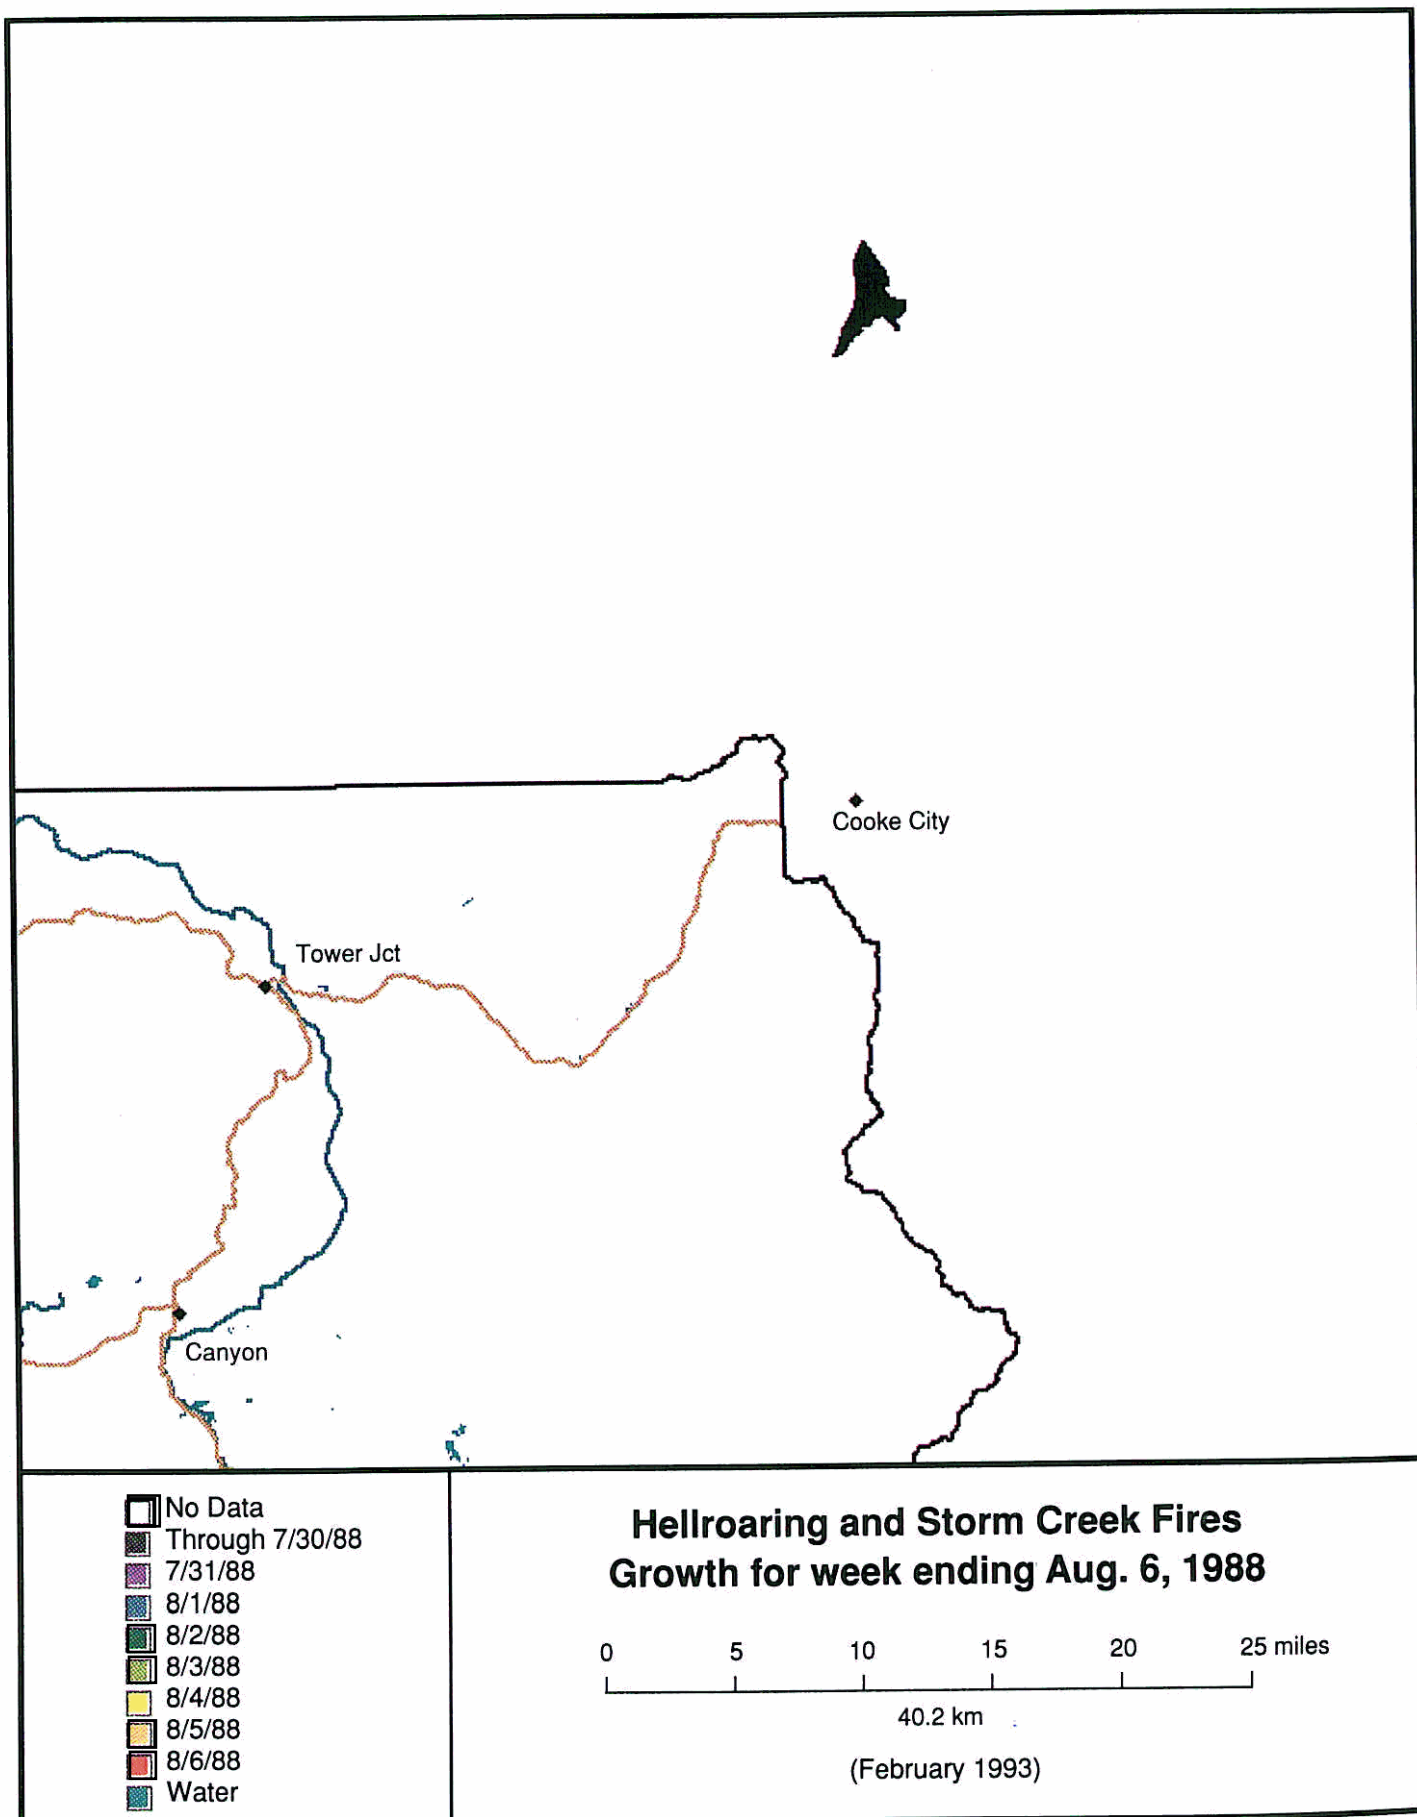 Cooke City
Tower Jct
Canyon
No Data
Through 7/30/88
7/31/88
8/1/88
8/2/88
8/3/88
8/4/88
8/5/88
8/6/88
Water
Hellroaring and Storm Creek Fires
Growth for week ending Aug. 6, 1988
0 5 10 15 20 25 miles
40.2 km
(February 1993)